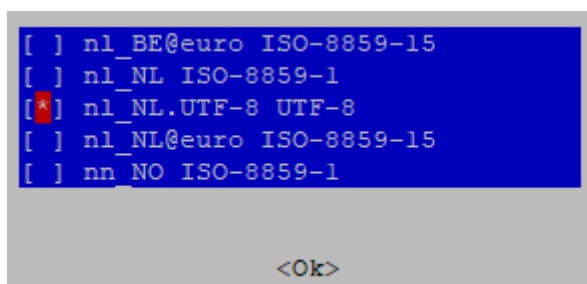 [ ] nl_BE@euro ISO-8859-15
[ ] nl_NL ISO-8859-1
[*] nl_NL.UTF-8 UTF-8
[ ] nl_NL@euro ISO-8859-15
[ ] nn_NO ISO-8859-1
<Ok>